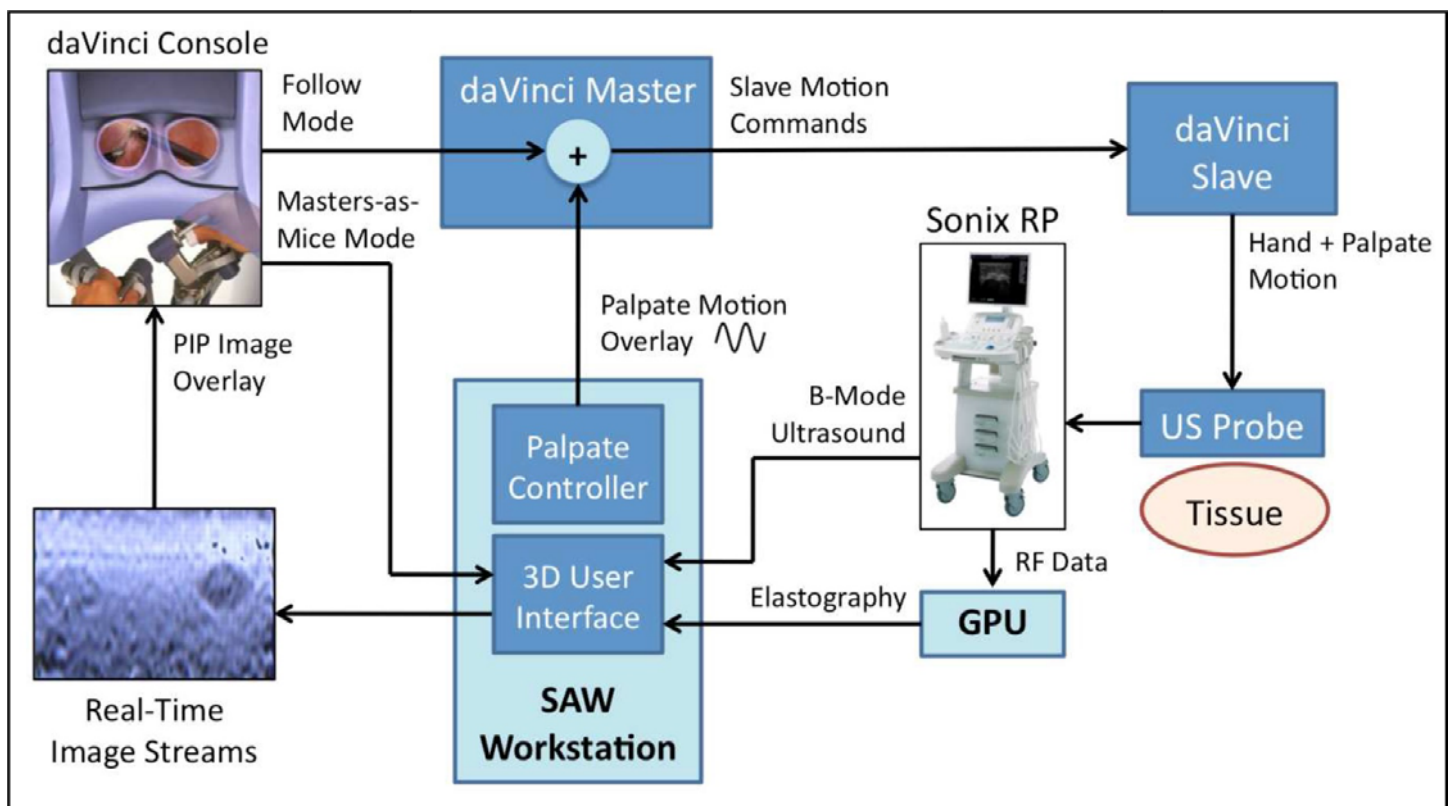 daVinci Console
Follow
Mode
daVinci Master
+
Slave Motion
Commands
daVinci
Slave
Masters-as-
Mice Mode
Sonix RP
Hand + Palpate
Motion
PIP Image
Overlay
Palpate Motion
Overlay
B-Mode
Ultrasound
US Probe
Palpate
Controller
Tissue
3D User
Interface
RF Data
Elastography
GPU
SAW
Workstation
Real-Time
Image Streams